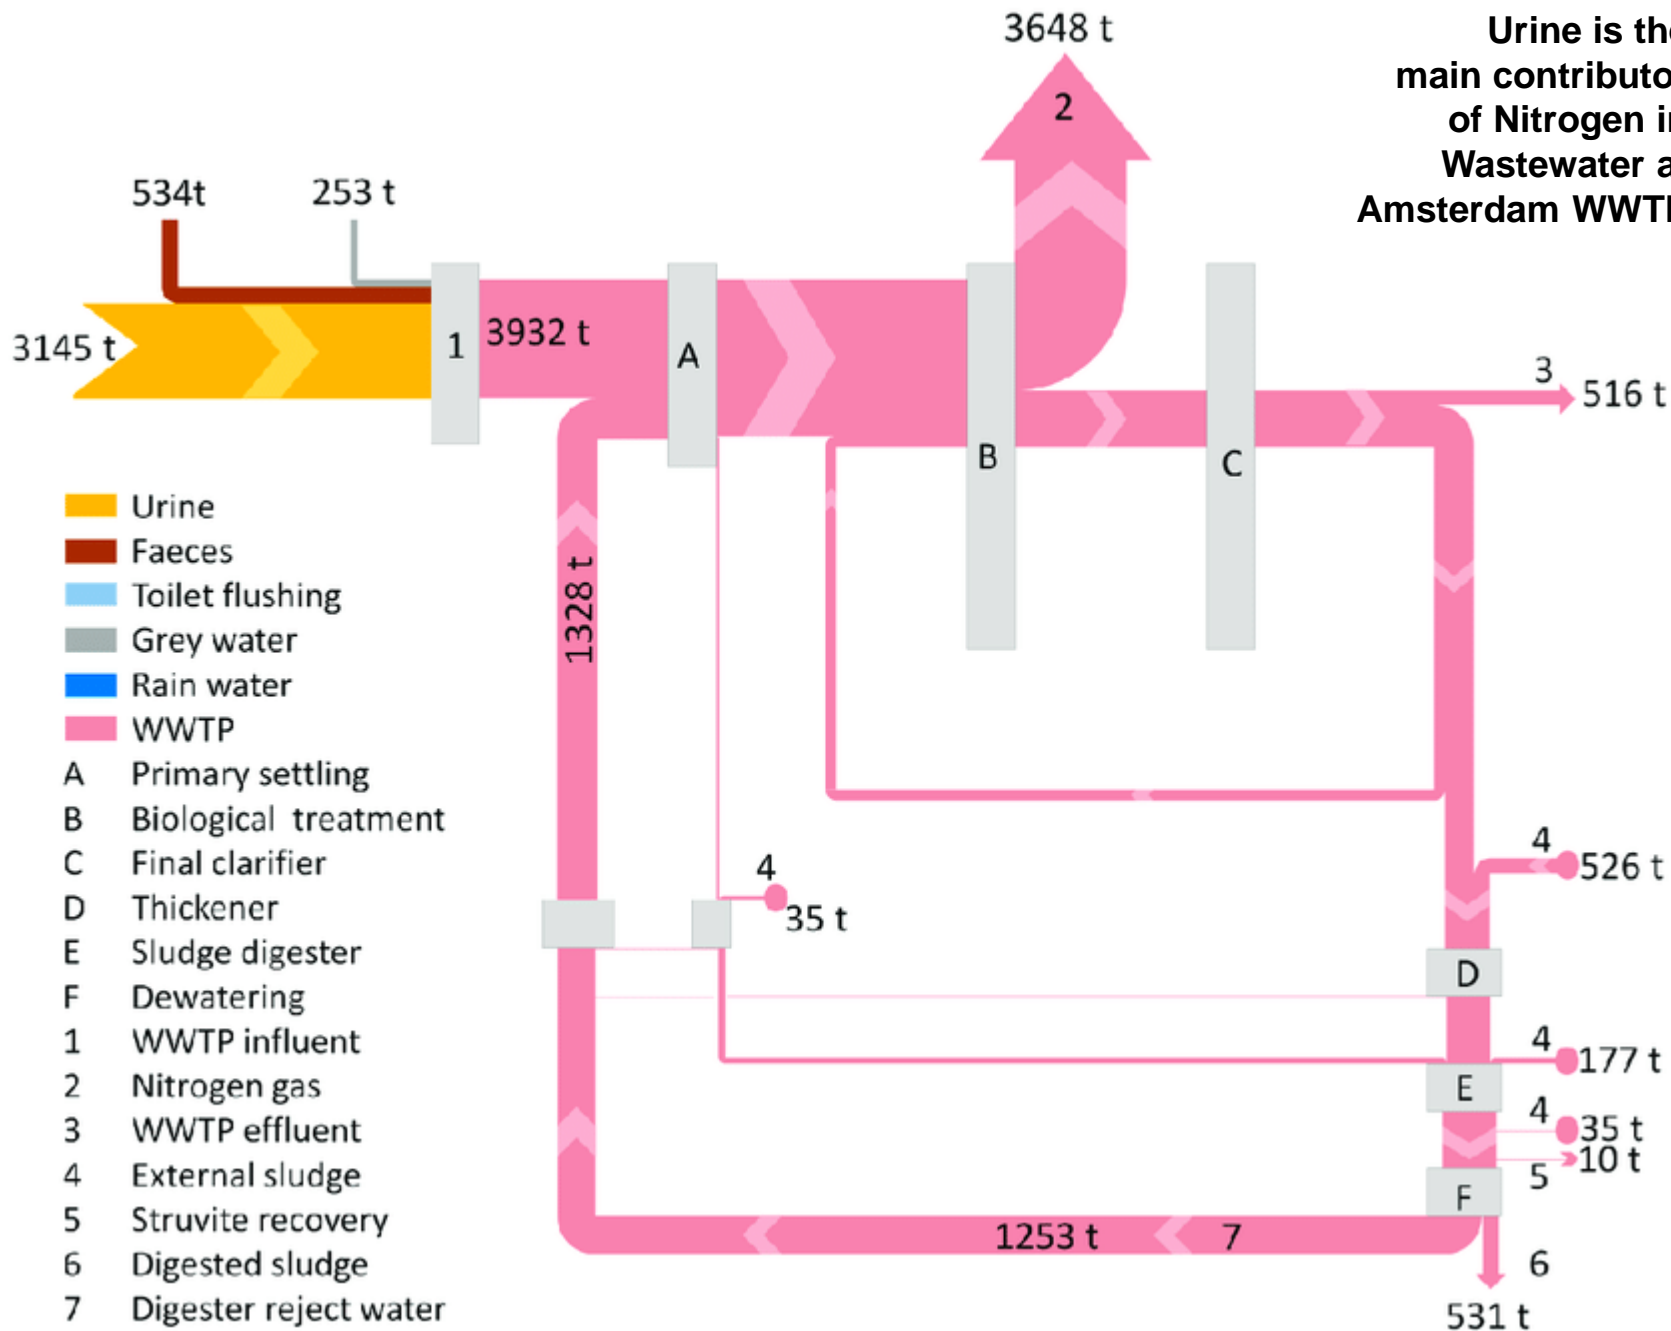 3648 t
Urine is the
main contributo
of Nitrogen i
Wastewater a
Amsterdam WWT
2
534t
253 t
3145 t
1
3932 t
A
B
C
3
516 t
1328 t
Urine
Faeces
Toilet flushing
Grey water
Rain water
WWTP
A Primary settling
B Biological treatment
C Final clarifier
D Thickener
E Sludge digester
F Dewatering
1 WWTP influent
2 Nitrogen gas
3 WWTP effluent
4 External sludge
5 Struvite recovery
6 Digested sludge
7 Digester reject water
4
35 t
4
526 t
D
4
177 t
E
4
35 t
10 t
5
F
1253 t
7
6
531 t